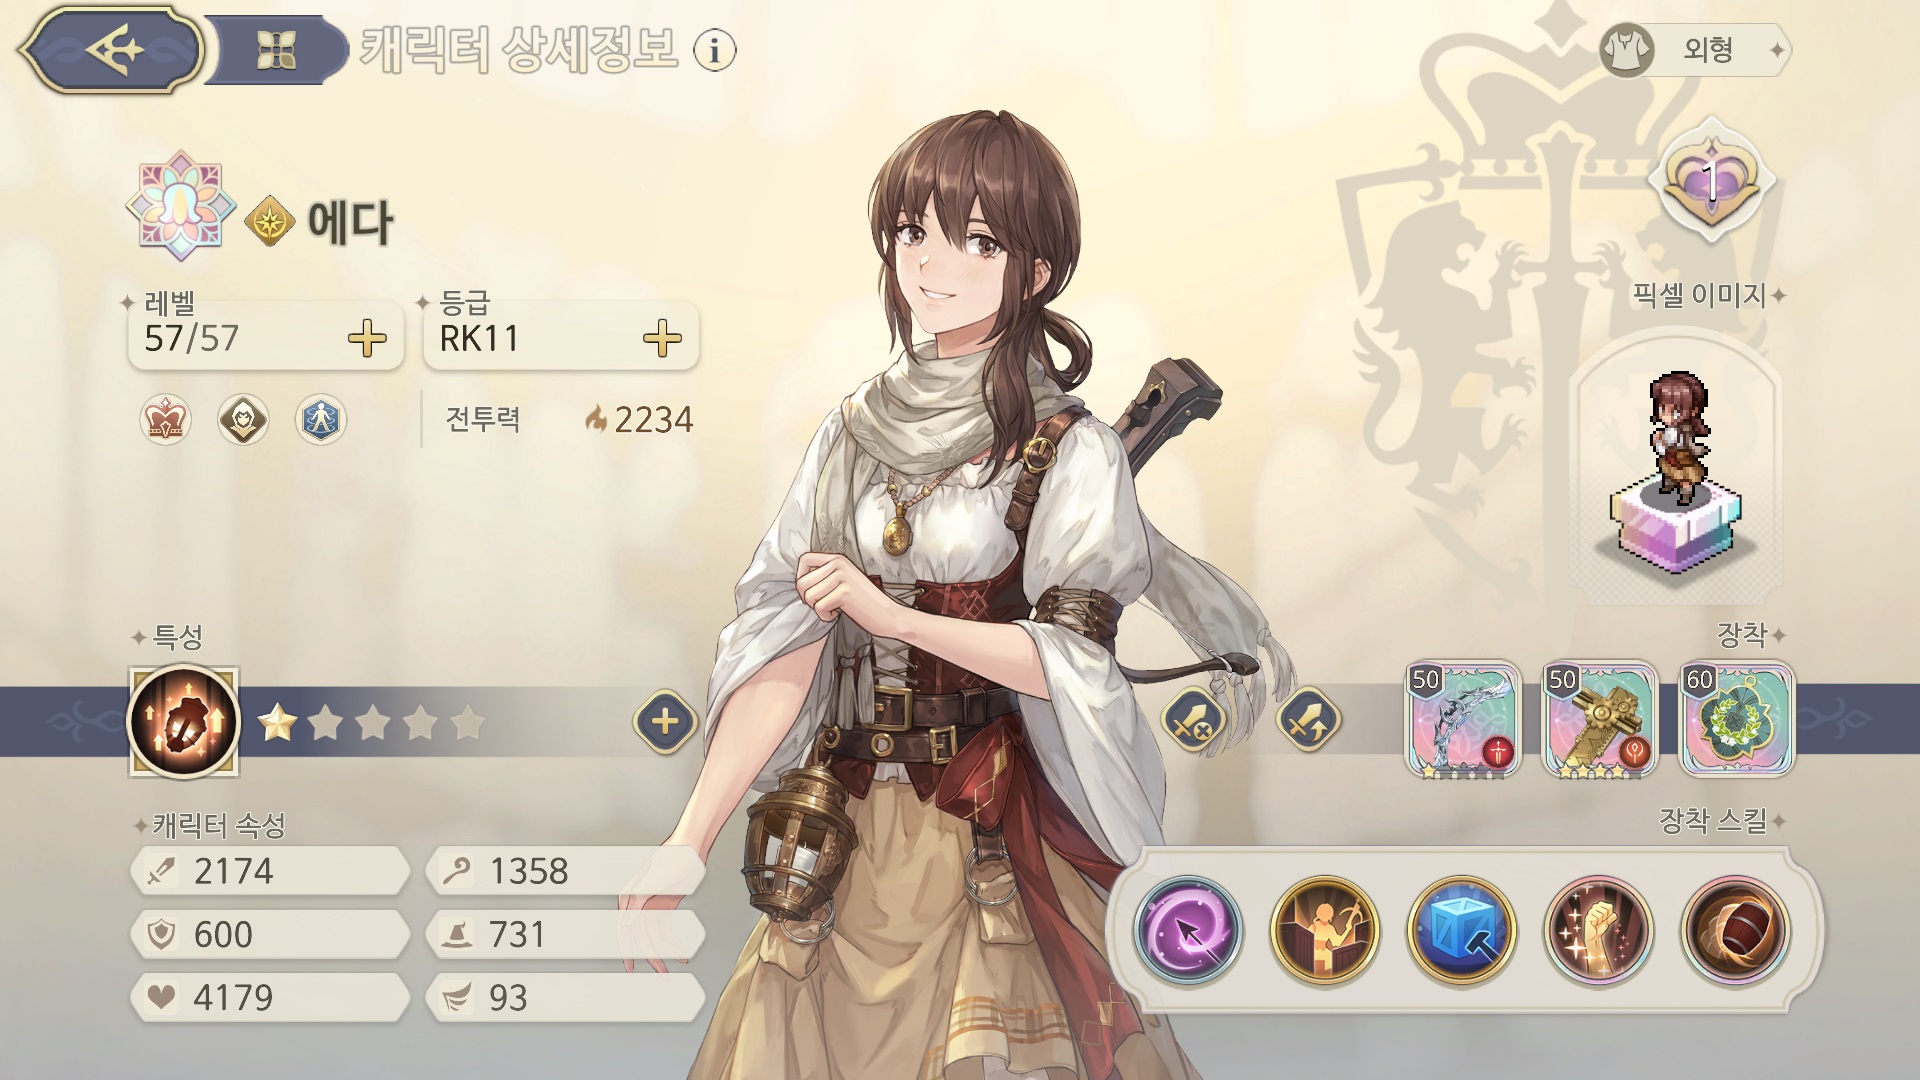 캐릭터 상세정보
외형
1
에다
레벨
57/57
등급
RK11
전투력
2234
픽셀 이미지
특성
장착
50
50
60
캐릭터 속성
2174
1358
600
731
4179
93
장착 스킬